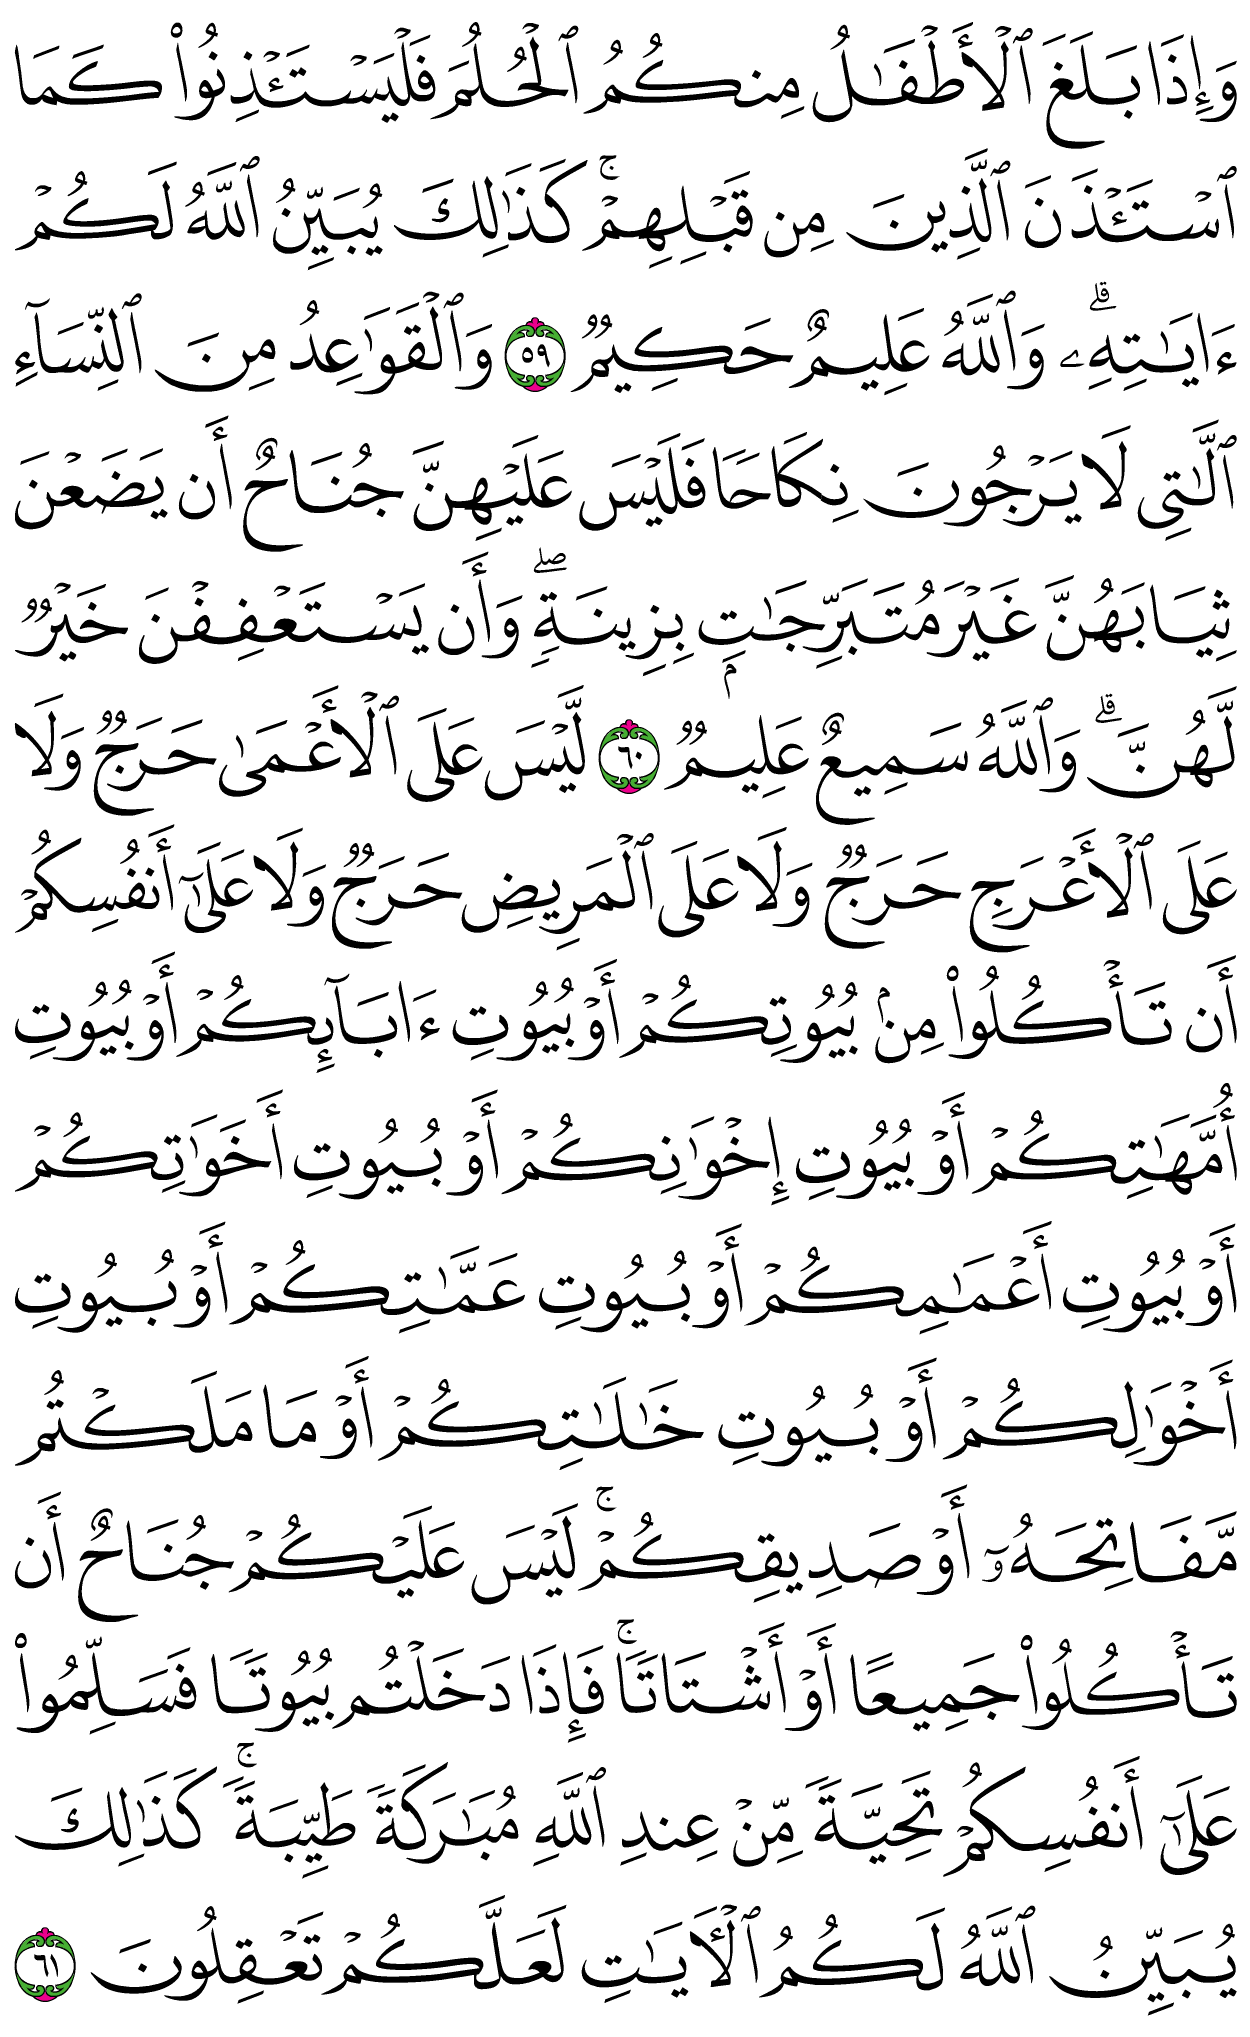 وَإِذَا بَلَغَ ٱلْأَطْفَـٰلُ مِنكُمُ ٱلْحُلُمَ فَلْيَسْتَـْٔذِنُوا۟ كَمَا
ٱسْتَـْٔذَنَ ٱلَّذِينَ مِن قَبْلِهِمْ ۚ كَذَٰلِكَ يُبَيِّنُ ٱللَّهُ لَكُمْ
ءَايَـٰتِهِۦ ۗ وَٱللَّهُ عَلِيمٌ حَكِيمٌ ٥٩ وَٱلْقَوَٰعِدُ مِنَ ٱلنِّسَآءِ
ٱلَّـٰتِى لَا يَرْجُونَ نِكَاحًا فَلَيْسَ عَلَيْهِنَّ جُنَاحٌ أَن يَضَعْنَ
ثِيَابَهُنَّ غَيْرَ مُتَبَرِّجَـٰتٍۭ بِزِينَةٍ ۖ وَأَن يَسْتَعْفِفْنَ خَيْرٌ
لَّهُنَّ ۗ وَٱللَّهُ سَمِيعٌ عَلِيمٌ ٦٠ لَّيْسَ عَلَى ٱلْأَعْمَىٰ حَرَجٌ وَلَا
عَلَى ٱلْأَعْرَجِ حَرَجٌ وَلَا عَلَى ٱلْمَرِيضِ حَرَجٌ وَلَا عَلَىٰٓ أَنفُسِكُمْ
أَن تَأْكُلُوا۟ مِنۢ بُيُوتِكُمْ أَوْ بُيُوتِ ءَابَآئِكُمْ أَوْ بُيُوتِ
أُمَّهَـٰتِكُمْ أَوْ بُيُوتِ إِخْوَٰنِكُمْ أَوْ بُيُوتِ أَخَوَٰتِكُمْ
أَوْ بُيُوتِ أَعْمَـٰمِكُمْ أَوْ بُيُوتِ عَمَّـٰتِكُمْ أَوْ بُيُوتِ
أَخْوَٰلِكُمْ أَوْ بُيُوتِ خَـٰلَـٰتِكُمْ أَوْ مَا مَلَكْتُم
مَّفَاتِحَهُۥٓ أَوْ صَدِيقِكُمْ ۚ لَيْسَ عَلَيْكُمْ جُنَاحٌ أَن
تَأْكُلُوا۟ جَمِيعًا أَوْ أَشْتَاتًا ۚ فَإِذَا دَخَلْتُم بُيُوتًا فَسَلِّمُوا۟
عَلَىٰٓ أَنفُسِكُمْ تَحِيَّةً مِّنْ عِندِ ٱللَّهِ مُبَـٰرَكَةً طَيِّبَةً ۚ كَذَٰلِكَ
يُبَيِّنُ ٱللَّهُ لَكُمُ ٱلْـَٔايَـٰتِ لَعَلَّكُمْ تَعْقِلُونَ ٦١